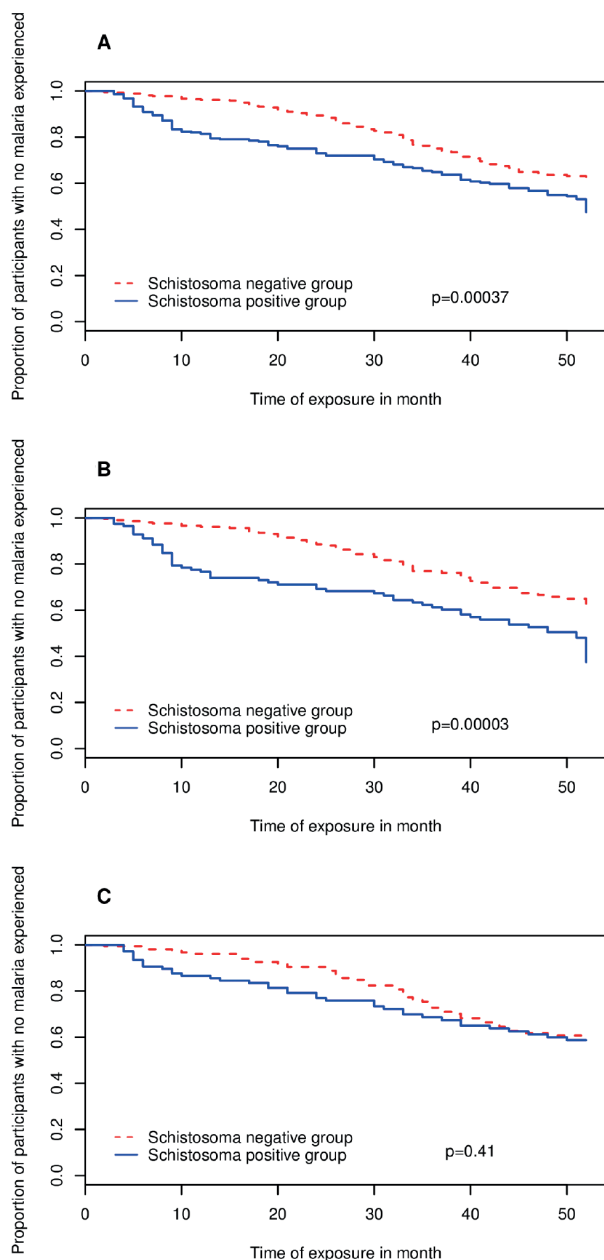 A
Proportion of participants with no malaria experienced
1.0
0.8
0.6
0.4
0.2
0.0
Schistosoma negative group
Schistosoma positive group
p=0.00037
0 10 20 30 40 50
Time of exposure in month
B
Proportion of participants with no malaria experienced
1.0
0.8
0.6
0.4
0.2
0.0
Schistosoma negative group
Schistosoma positive group
p=0.00003
0 10 20 30 40 50
Time of exposure in month
C
Proportion of participants with no malaria experienced
1.0
0.8
0.6
0.4
0.2
0.0
Schistosoma negative group
Schistosoma positive group
p=0.41
0 10 20 30 40 50
Time of exposure in month